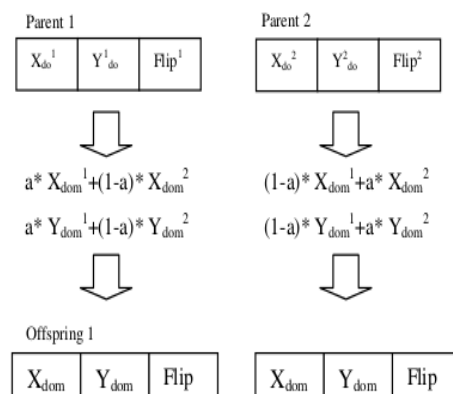 Parent 1 Parent 2
X_do^1 Y^1_do Flip^1 X_do^2 Y^2_do Flip^2
a* X_dom^1+(1-a)* X_dom^2 (1-a)* X_dom^1+a* X_dom^2
a* Y_dom^1+(1-a)* Y_dom^2 (1-a)* Y_dom^1+a* Y_dom^2
Offspring 1
X_dom Y_dom Flip X_dom Y_dom Flip